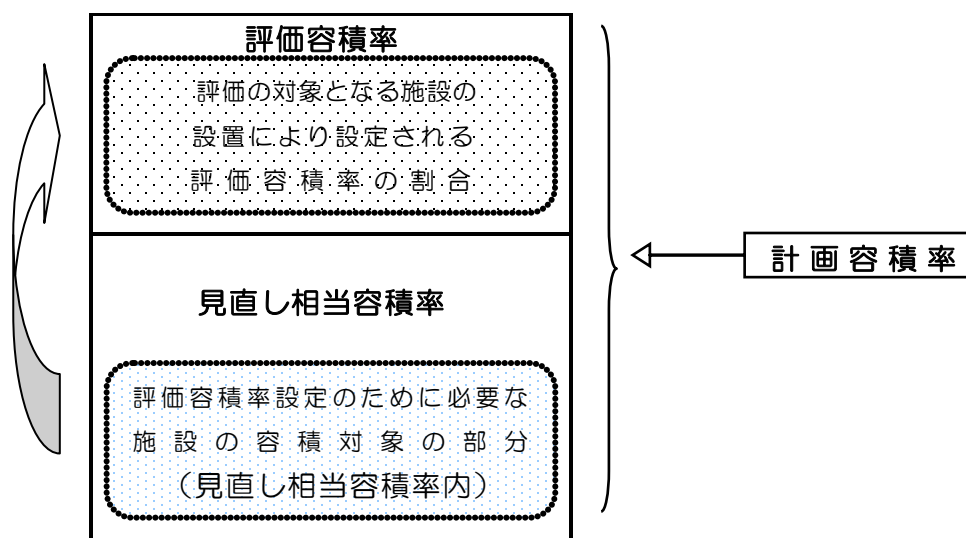 評価容積率
評価の対象となる施設の
設置により設定される
評価容積率の割合
計画容積率
見直し相当容積率
評価容積率設定のために必要な
施設の容積対象の部分
（見直し相当容積率内）